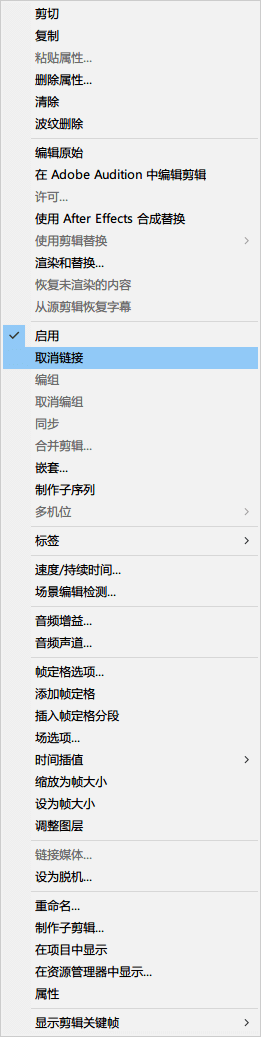 剪切
复制
粘贴属性...
删除属性...
清除
波纹删除
编辑原始
在 Adobe Audition 中编辑剪辑
许可...
使用 After Effects 合成替换
使用剪辑替换
渲染和替换...
恢复未渲染的内容
从源剪辑恢复字幕
启用
取消链接
编组
取消编组
同步
合并剪辑...
嵌套...
制作子序列
多机位
标签
速度/持续时间...
场景编辑检测...
音频增益...
音频声道...
帧定格选项...
添加帧定格
插入帧定格分段
场选项...
时间插值
缩放为帧大小
设为帧大小
调整图层
链接媒体...
设为脱机...
重命名...
制作子剪辑...
在项目中显示
在资源管理器中显示...
属性
显示剪辑关键帧